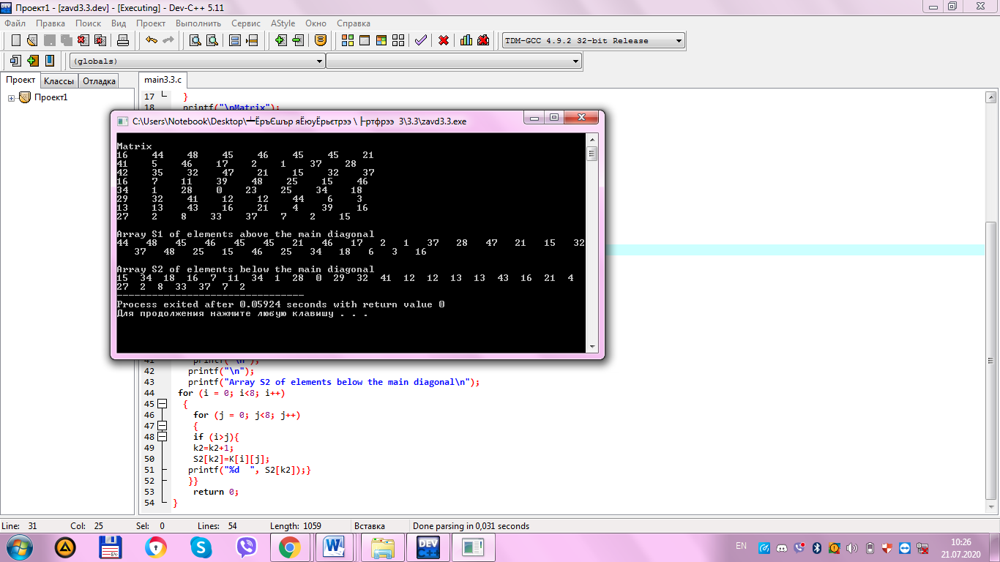 Проект1 - [zavd3.3.dev] - [Executing] - Dev-C++ 5.11
Файл Правка Поиск Вид Проект Выполнить Сервис AStyle Окно Справка
TDM-GCC 4.9.2 32-bit Release
(globals)
Проект Классы Отладка
main3.3.c
Проект1
17 }
18 printf("\nMatrix");
C:\Users\Notebook\Desktop\ 3\3.3\zavd3.3.exe
Matrix
16 44 48 45 46 45 45 21
41 5 46 17 2 1 37 28
42 35 32 47 21 15 32 37
16 7 11 39 48 25 15 46
34 1 28 0 23 25 34 18
29 32 41 12 12 44 6 3
13 13 43 16 21 4 39 16
27 2 8 33 37 7 2 15
Array S1 of elements above the main diagonal
44 48 45 46 45 45 21 46 17 2 1 37 28 47 21 15 32
37 48 25 15 46 25 34 18 6 3 16
Array S2 of elements below the main diagonal
15 34 18 16 7 11 34 1 28 0 29 32 41 12 12 13 13 43 16 21 4
27 2 8 33 37 7 2
--------------------------------
Process exited after 0.05924 seconds with return value 0
Для продолжения нажмите любую клавишу . . .
41 printf("\n");
42 printf("\n");
43 printf("Array S2 of elements below the main diagonal\n");
44 for (i = 0; i<8; i++)
45 {
46 for (j = 0; j<8; j++)
47 {
48 if (i>j){
49 k2=k2+1;
50 S2[k2]=K[i][j];
51 printf("%d  ", S2[k2]);}
52 }}
53 return 0;
54 }
Line: 31 Col: 25 Sel: 0 Lines: 54 Length: 1059 Вставка Done parsing in 0,031 seconds
EN
10:26
21.07.2020